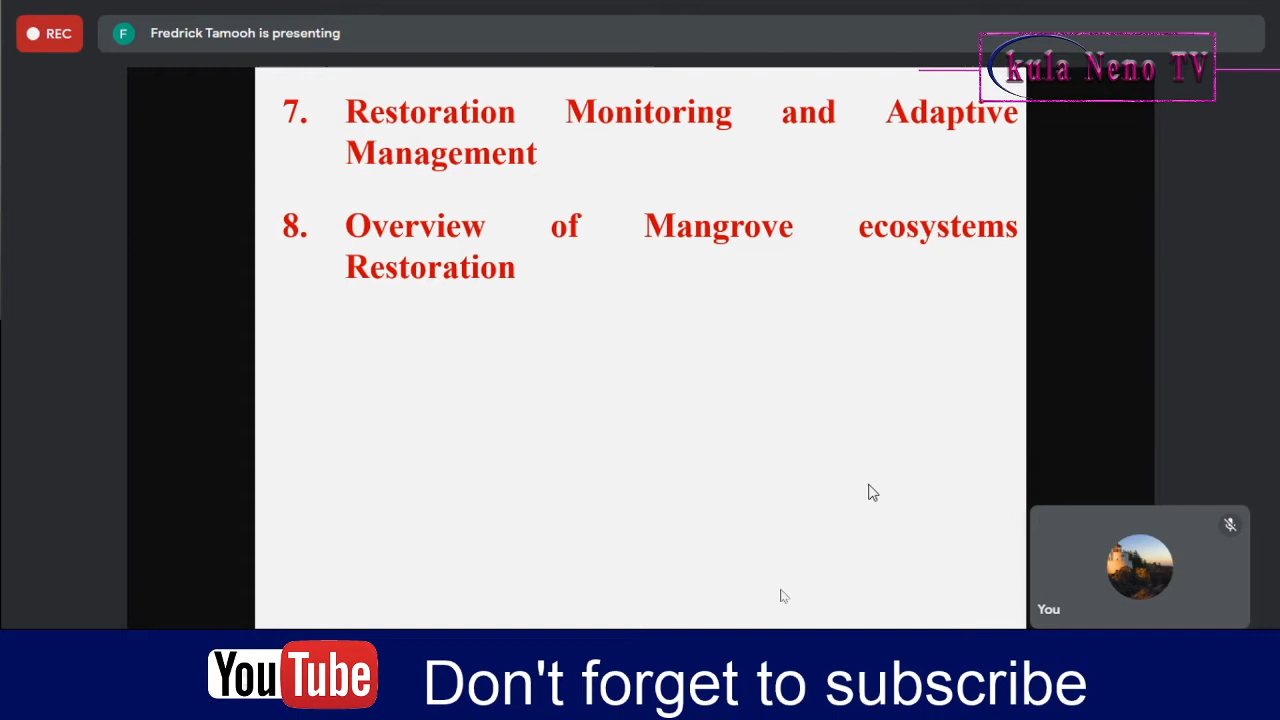 REC
F
Fredrick Tamooh is presenting
kula Neno TV
7. Restoration Monitoring and Adaptive
Management
8. Overview of Mangrove ecosystems
Restoration
You
YouTube Don't forget to subscribe